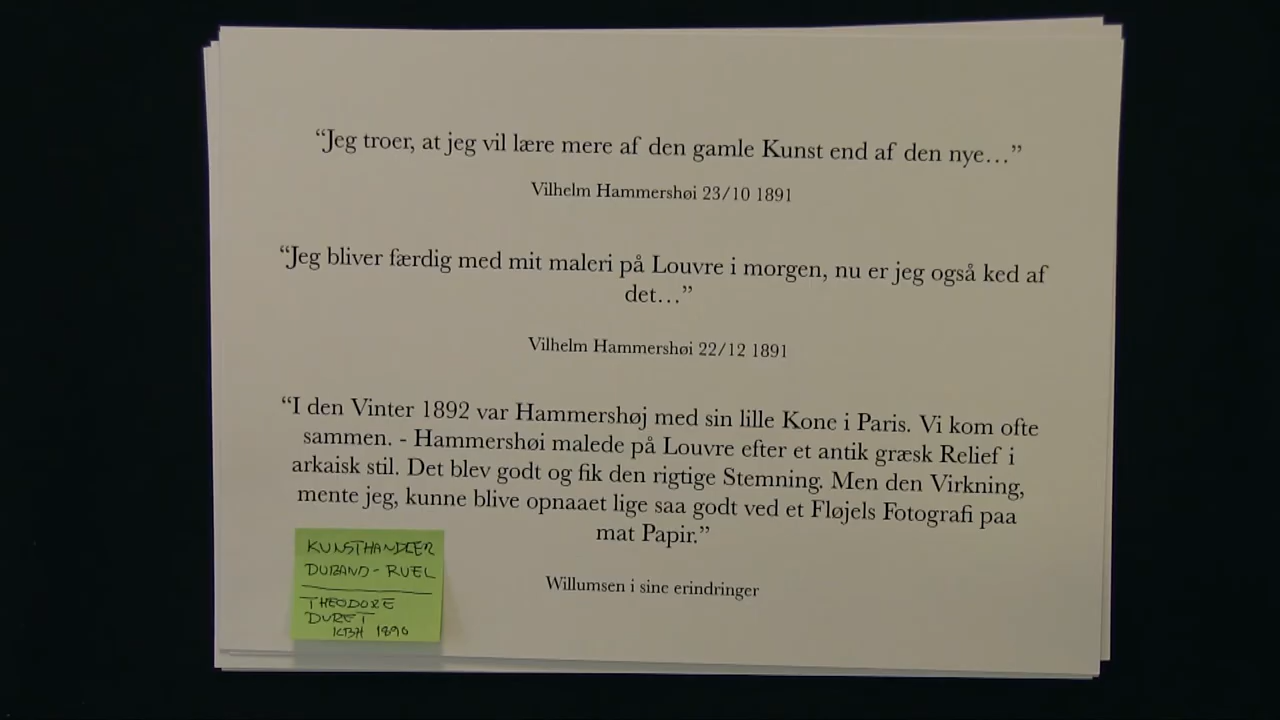 “Jeg troer, at jeg vil lære mere af den gamle Kunst end af den nye…”
Vilhelm Hammershøi 23/10 1891
“Jeg bliver færdig med mit maleri på Louvre i morgen, nu er jeg også ked af
det…”
Vilhelm Hammershøi 22/12 1891
“I den Vinter 1892 var Hammershøj med sin lille Kone i Paris. Vi kom ofte
sammen. - Hammershøi malede på Louvre efter et antik græsk Relief i
arkaisk stil. Det blev godt og fik den rigtige Stemning. Men den Virkning,
mente jeg, kunne blive opnaaet lige saa godt ved et Fløjels Fotografi paa
mat Papir.”
Willumsen i sine erindringer
KUNSTHANDLER
DURAND-RUEL
THEODORE
DURET
KBH 1890